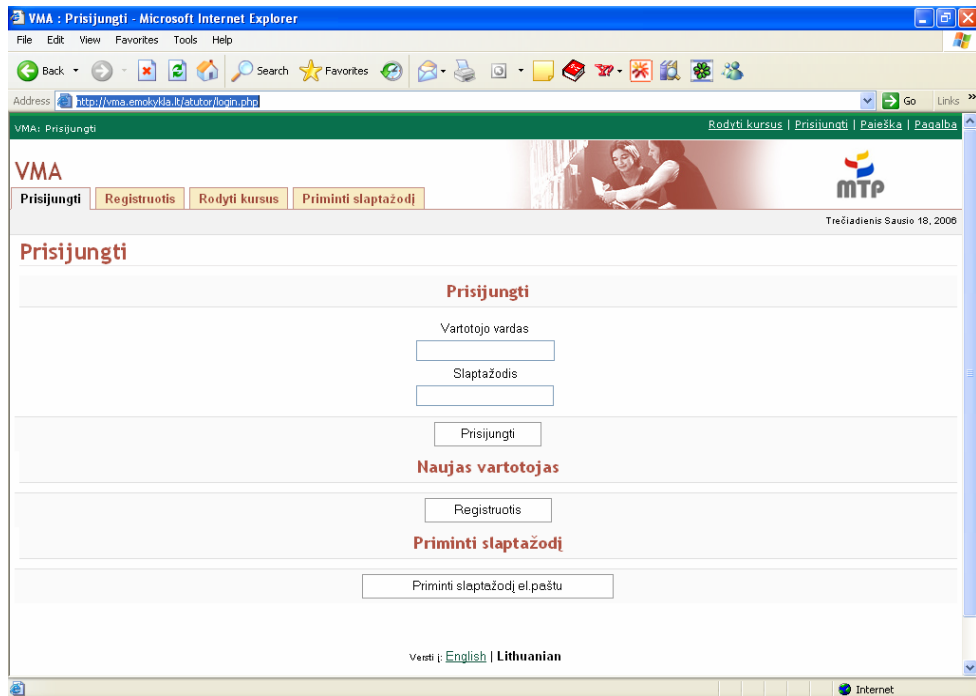 VMA : Prisijungti - Microsoft Internet Explorer
File Edit View Favorites Tools Help
Back Search Favorites
Address http://vma.emokykla.lt/atutor/login.php Go Links »
VMA: Prisijungti Rodyti kursus | Prisijungti | Paieška | Pagalba
VMA
MTP
Prisijungti Registruotis Rodyti kursus Priminti slaptažodį
Trečiadienis Sausio 18, 2006
Prisijungti
Prisijungti
Vartotojo vardas
Slaptažodis
Prisijungti
Naujas vartotojas
Registruotis
Priminti slaptažodį
Priminti slaptažodį el.paštu
Versti į: English | Lithuanian
Internet